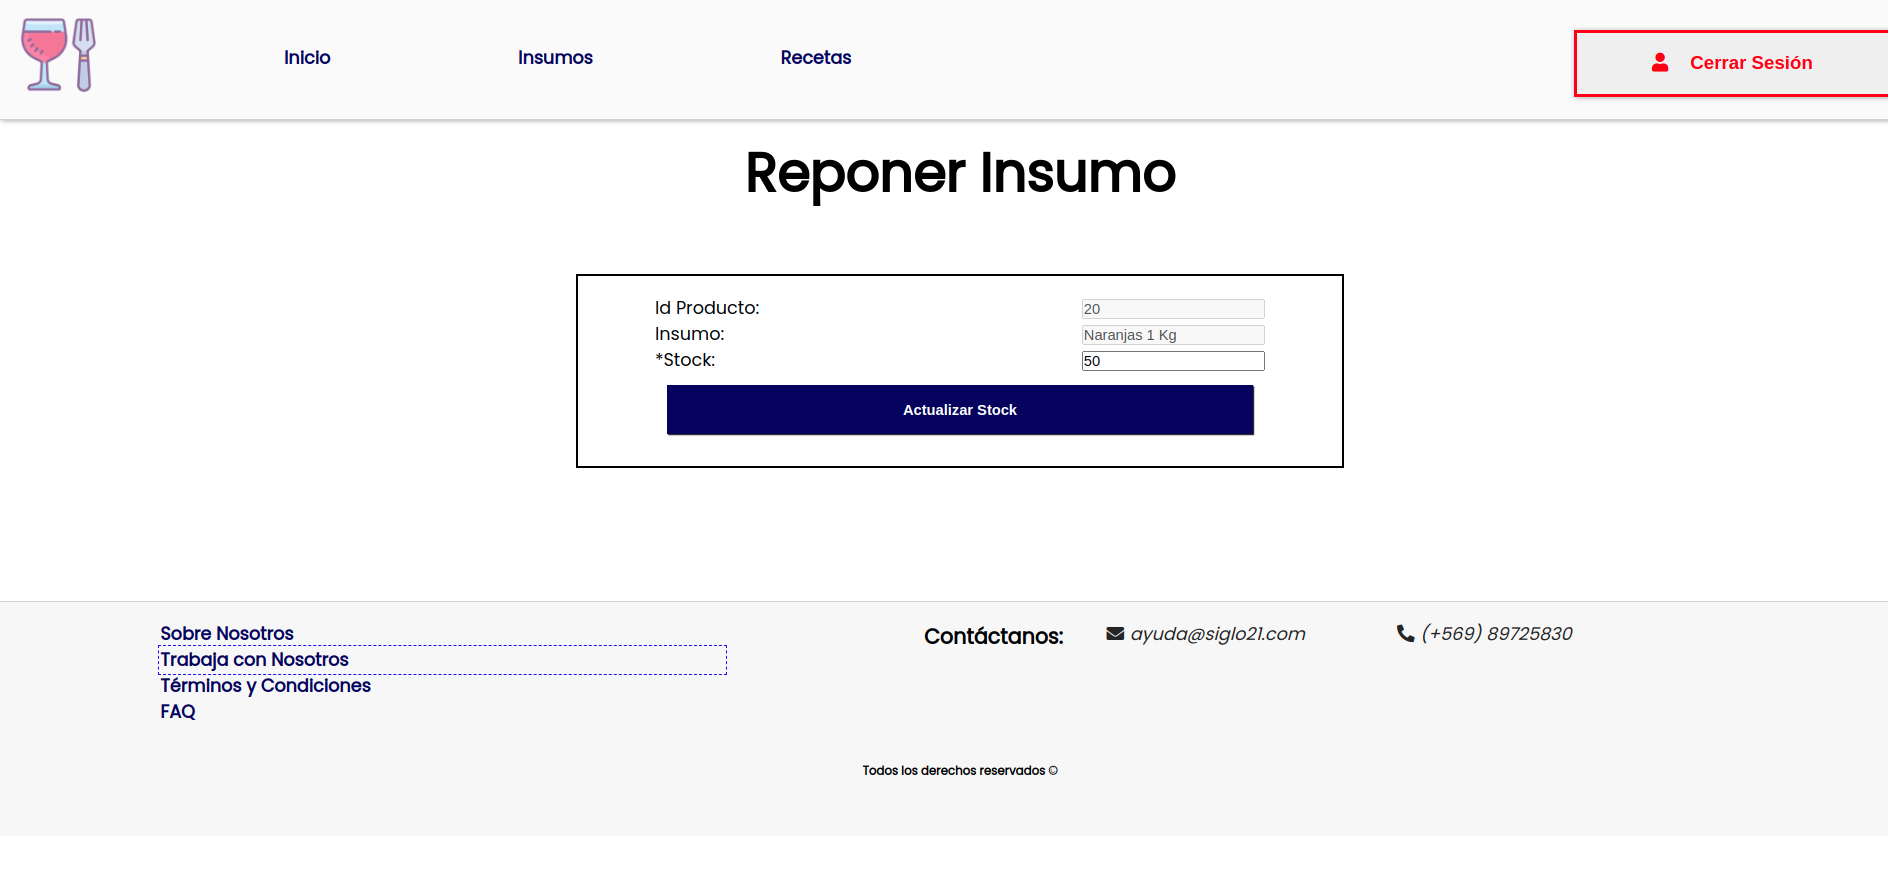 Inicio
Insumos
Recetas
Cerrar Sesión
Reponer Insumo
Id Producto: 20
Insumo: Naranjas 1 Kg
*Stock: 50
Actualizar Stock
Sobre Nosotros
Trabaja con Nosotros
Términos y Condiciones
FAQ
Contáctanos:
ayuda@siglo21.com
(+569) 89725830
Todos los derechos reservados ©